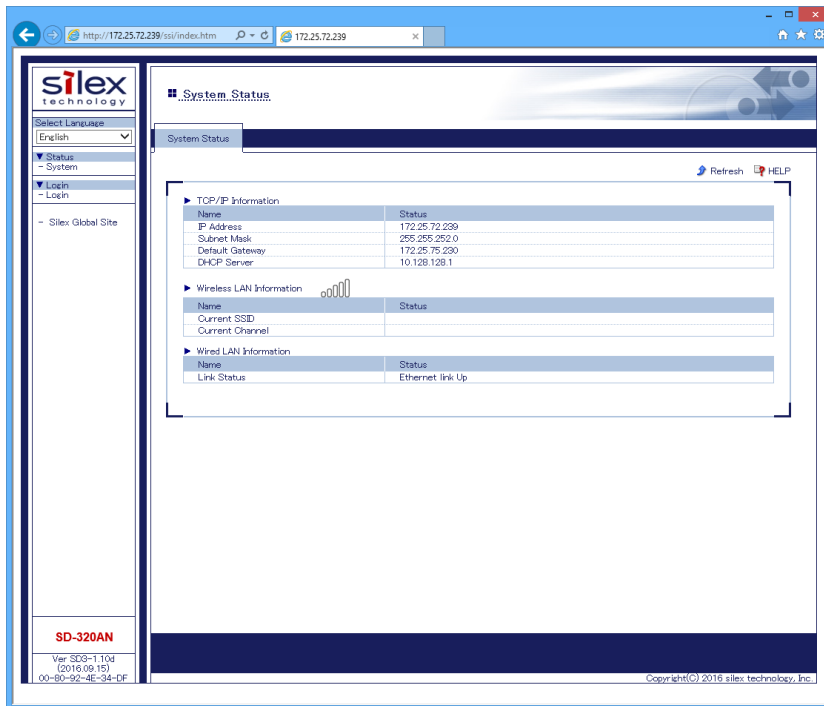 http://172.25.72.239/ssi/index.htm
172.25.72.239
silex
technology
Select Language
English
Status
- System
Login
- Login
- Silex Global Site
SD-320AN
Ver SD3-1.10d
(2016.09.15)
00-80-92-4E-34-DF
System Status
System Status
Refresh HELP
TCP/IP Information
Name Status
IP Address 172.25.72.239
Subnet Mask 255.255.252.0
Default Gateway 172.25.75.230
DHCP Server 10.128.128.1
Wireless LAN Information
Name Status
Current SSID
Current Channel
Wired LAN Information
Name Status
Link Status Ethernet link Up
Copyright(C) 2016 silex technology, Inc.